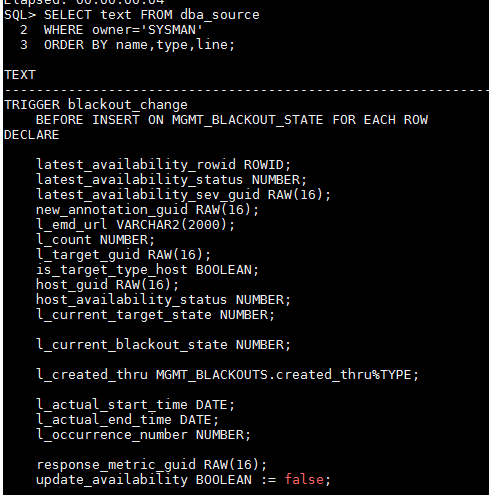 Elapsed: 00:00:00.04
SQL> SELECT text FROM dba_source
2 WHERE owner='SYSMAN'
3 ORDER BY name,type,line;
TEXT
--------------------------------------------------------------------------------
TRIGGER blackout_change
BEFORE INSERT ON MGMT_BLACKOUT_STATE FOR EACH ROW
DECLARE
latest_availability_rowid ROWID;
latest_availability_status NUMBER;
latest_availability_sev_guid RAW(16);
new_annotation_guid RAW(16);
l_emd_url VARCHAR2(2000);
l_count NUMBER;
l_target_guid RAW(16);
is_target_type_host BOOLEAN;
host_guid RAW(16);
host_availability_status NUMBER;
l_current_target_state NUMBER;
l_current_blackout_state NUMBER;
l_created_thru MGMT_BLACKOUTS.created_thru%TYPE;
l_actual_start_time DATE;
l_actual_end_time DATE;
l_occurrence_number NUMBER;
response_metric_guid RAW(16);
update_availability BOOLEAN := false;